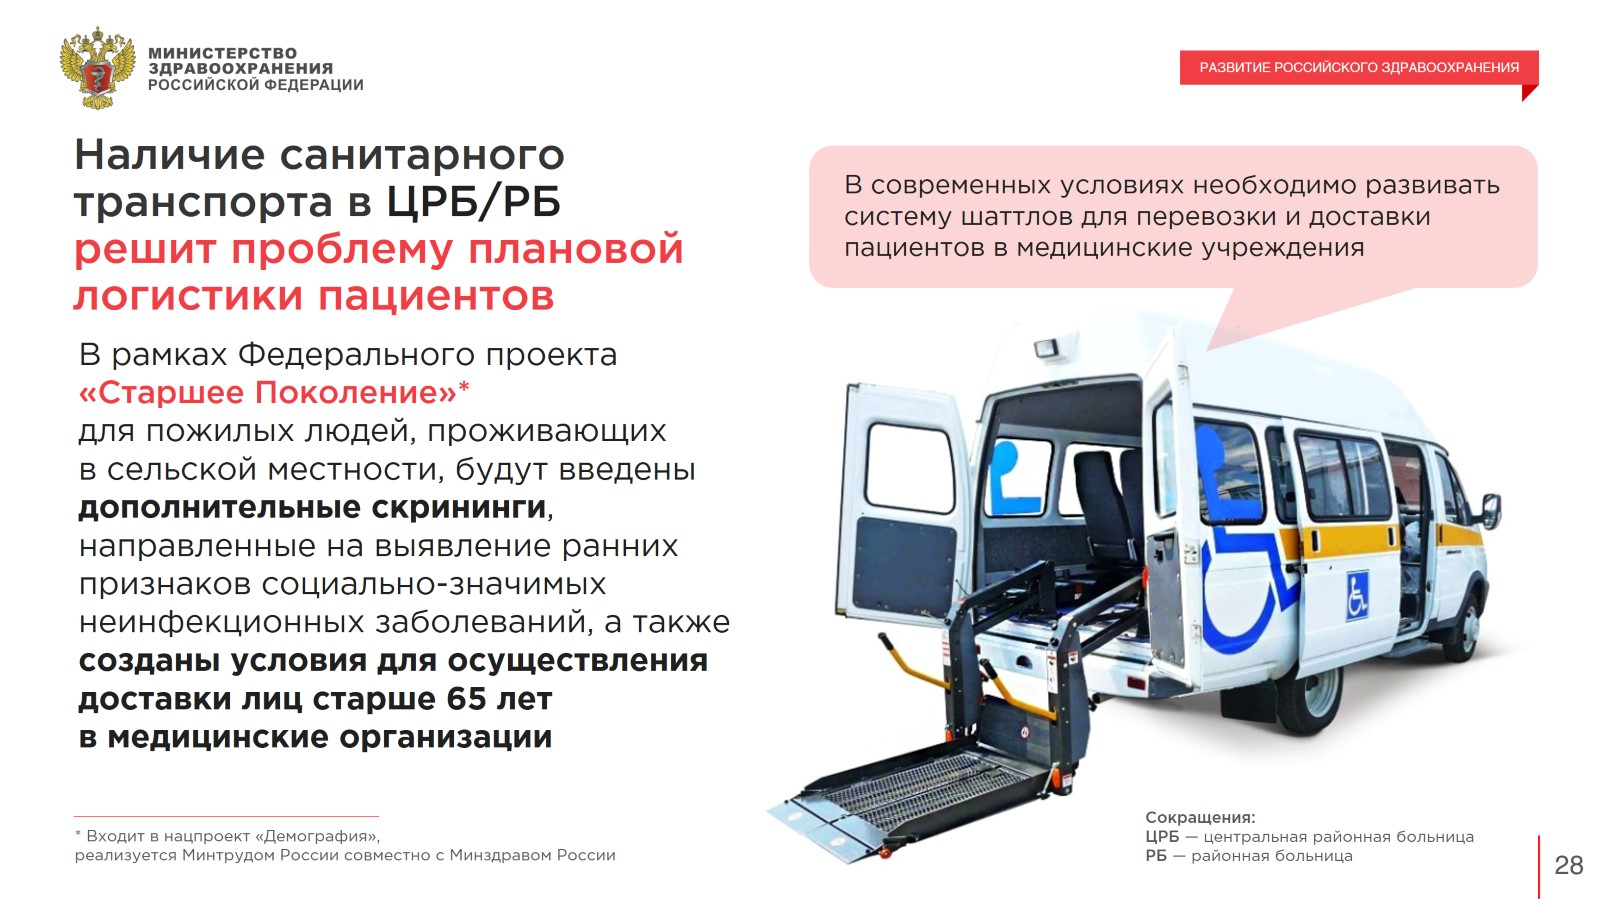 МИНИСТЕРСТВО
ЗДРАВООХРАНЕНИЯ
РОССИЙСКОЙ ФЕДЕРАЦИИ
РАЗВИТИЕ РОССИЙСКОГО ЗДРАВООХРАНЕНИЯ
Наличие санитарного
транспорта в ЦРБ/РБ
решит проблему плановой
логистики пациентов
В рамках Федерального проекта
«Старшее Поколение»*
для пожилых людей, проживающих
в сельской местности, будут введены
дополнительные скрининги,
направленные на выявление ранних
признаков социально-значимых
неинфекционных заболеваний, а также
созданы условия для осуществления
доставки лиц старше 65 лет
в медицинские организации
* Входит в нацпроект «Демография»,
реализуется Минтрудом России совместно с Минздравом России
В современных условиях необходимо развивать
систему шаттлов для перевозки и доставки
пациентов в медицинские учреждения
Сокращения:
ЦРБ — центральная районная больница
РБ — районная больница
28